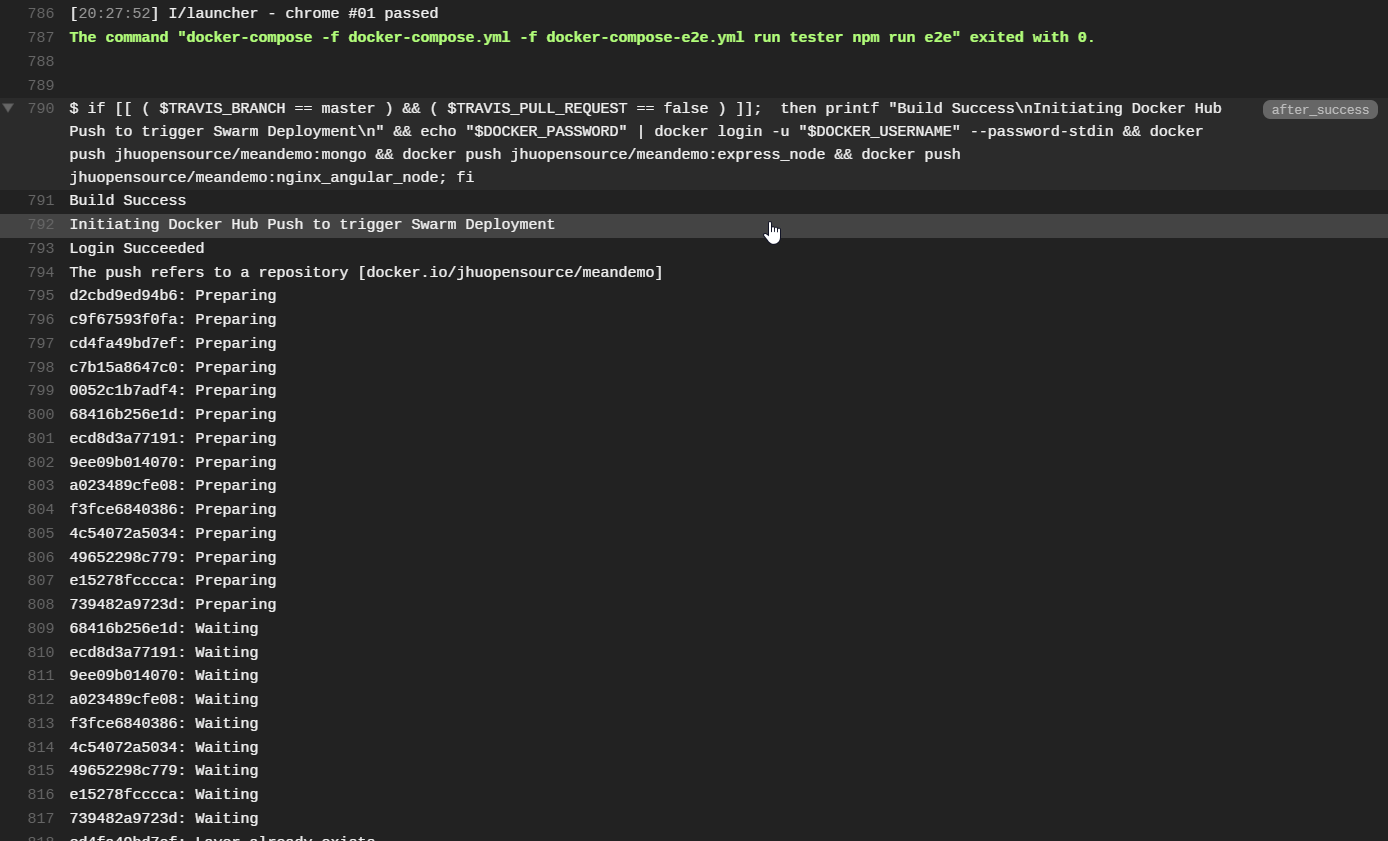 786 [20:27:52] I/launcher - chrome #01 passed
787 The command "docker-compose -f docker-compose.yml -f docker-compose-e2e.yml run tester npm run e2e" exited with 0.
788
789
790 $ if [[ ( $TRAVIS_BRANCH == master ) && ( $TRAVIS_PULL_REQUEST == false ) ]];  then printf "Build Success\nInitiating Docker Hub after_success
Push to trigger Swarm Deployment\n" && echo "$DOCKER_PASSWORD" | docker login -u "$DOCKER_USERNAME" --password-stdin && docker
push jhuopensource/meandemo:mongo && docker push jhuopensource/meandemo:express_node && docker push
jhuopensource/meandemo:nginx_angular_node; fi
791 Build Success
792 Initiating Docker Hub Push to trigger Swarm Deployment
793 Login Succeeded
794 The push refers to a repository [docker.io/jhuopensource/meandemo]
795 d2cbd9ed94b6: Preparing
796 c9f67593f0fa: Preparing
797 cd4fa49bd7ef: Preparing
798 c7b15a8647c0: Preparing
799 0052c1b7adf4: Preparing
800 68416b256e1d: Preparing
801 ecd8d3a77191: Preparing
802 9ee09b014070: Preparing
803 a023489cfe08: Preparing
804 f3fce6840386: Preparing
805 4c54072a5034: Preparing
806 49652298c779: Preparing
807 e15278fcccca: Preparing
808 739482a9723d: Preparing
809 68416b256e1d: Waiting
810 ecd8d3a77191: Waiting
811 9ee09b014070: Waiting
812 a023489cfe08: Waiting
813 f3fce6840386: Waiting
814 4c54072a5034: Waiting
815 49652298c779: Waiting
816 e15278fcccca: Waiting
817 739482a9723d: Waiting
818 cd4fa49bd7ef: Layer already exists